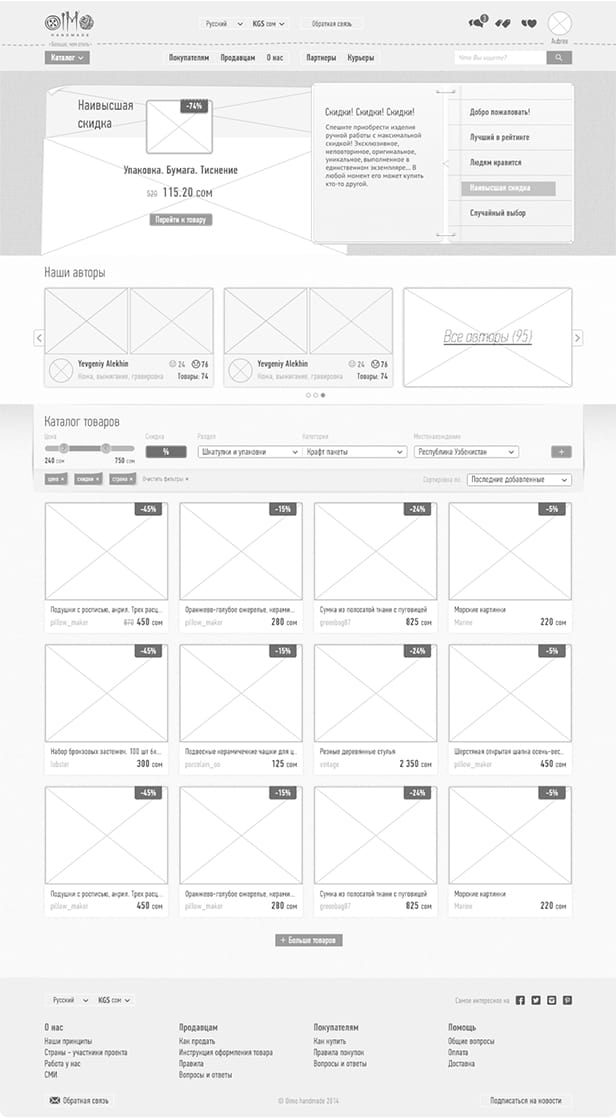 OIMO
HANDMADE
Русский
KGS сом
Обратная связь
3
Aubree
Каталог
Покупателям
Продавцам
О нас
Партнеры
Курьеры
Что Вы ищите?
Наивысшая
скидка
-74%
Упаковка. Бумага. Тиснение
520 115.20 сом
Перейти к товару
Скидки! Скидки! Скидки!
Спешите приобрести изделия
ручной работы с максимальной
скидкой! Эксклюзивное,
неповторимое, оригинальное,
уникальное, выполненное в
единственном экземпляре... В
любой момент его может купить
кто-то другой.
Добро пожаловать!
Лучший в рейтинге
Людям нравится
Наивысшая скидка
Случайный выбор
Наши авторы
Yevgeniy Alekhin
24
76
Кожа, выжигание, гравировка
Товары: 74
Yevgeniy Alekhin
24
76
Кожа, выжигание, гравировка
Товары: 74
Все авторы (95)
Каталог товаров
Цена
Скидка
Раздел
Категория
Местонахождение
%
Шкатулки и упаковки
Крафт пакеты
Республика Узбекистан
+
240 сом
750 сом
цена ×
скидки ×
страна ×
Очистить фильтры ×
Сортировка по
Последние добавленные
-45%
-15%
-24%
-5%
Подушки с росписью, акрил. Трех расц...
Оранжево-голубое ожерелье, керами...
Сумка из полосатой ткани с пуговицей
Морские картинки
pillow_maker
870 450 сом
pillow_maker
280 сом
greenbag87
825 сом
Marine
220 сом
-45%
-15%
-24%
-5%
Набор бронзовых застежек. 100 шт бх...
Подвесные керамические чашки для ц...
Резные деревянные стулья
Шерстяная открытая шапка осень-вес...
lobster
300 сом
porcelain_oo
125 сом
vintage
2 350 сом
pillow_maker
450 сом
-45%
-15%
-24%
-5%
Подушки с росписью, акрил. Трех расц...
Оранжево-голубое ожерелье, керами...
Сумка из полосатой ткани с пуговицей
Морские картинки
pillow_maker
450 сом
pillow_maker
280 сом
greenbag87
825 сом
Marine
220 сом
+ Больше товаров
Русский
KGS сом
Самое интересное на
О нас
Продавцам
Покупателям
Помощь
Наши принципы
Как продать
Как купить
Общие вопросы
Страны - участники проекта
Инструкция оформления товара
Правила покупок
Оплата
Работа у нас
Правила
Вопросы и ответы
Доставка
СМИ
Вопросы и ответы
Обратная связь
© Oimo handmade 2014
Подписаться на новости